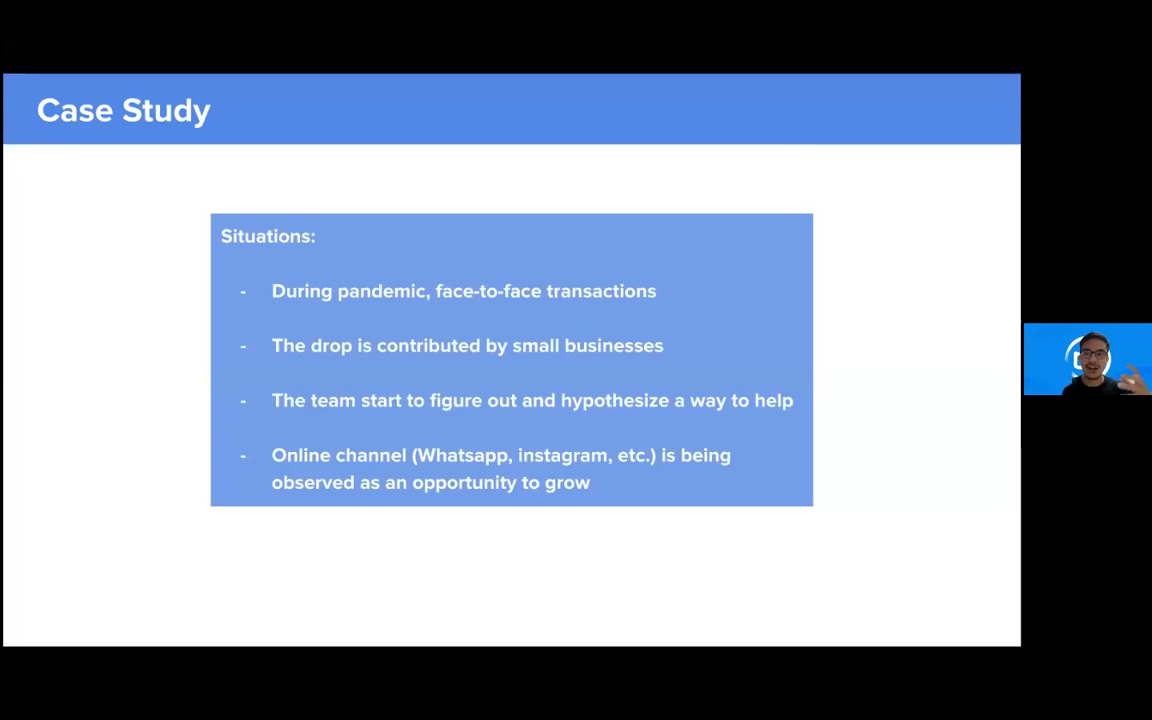 Case Study
Situations:
- During pandemic, face-to-face transactions
- The drop is contributed by small businesses
- The team start to figure out and hypothesize a way to help
- Online channel (Whatsapp, instagram, etc.) is being
observed as an opportunity to grow